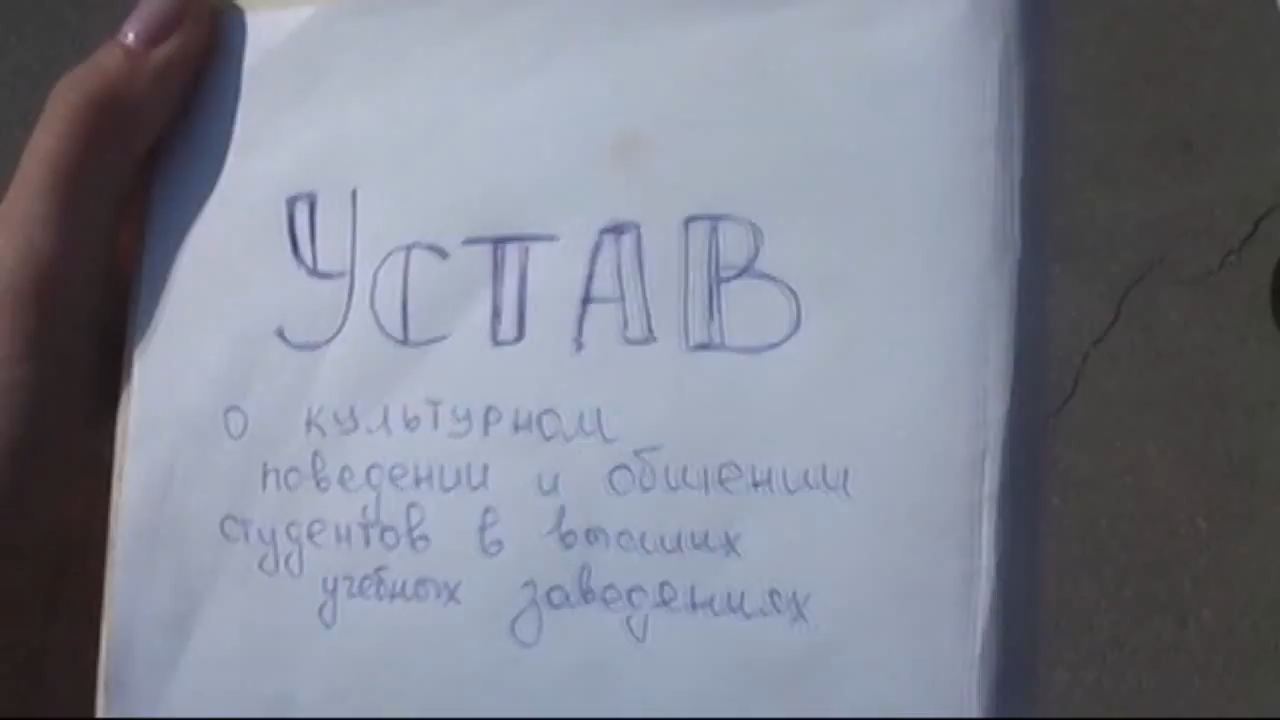 УСТАВ
о культурном
поведении и общении
студентов в высших
учебных заведениях